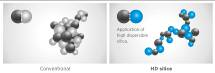 Application of
high dispersible
silica.
Conventional
HD silica